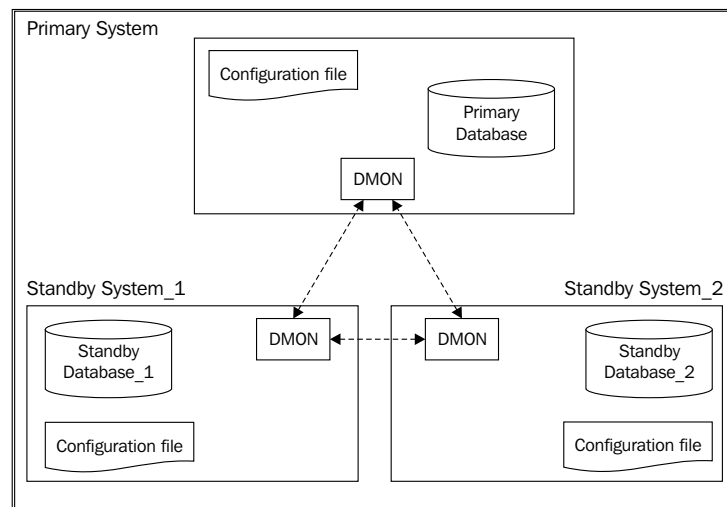 Primary System
Configuration file
Primary
Database
DMON
Standby System_1
Standby System_2
Standby
Database_1
DMON
DMON
Standby
Database_2
Configuration file
Configuration file